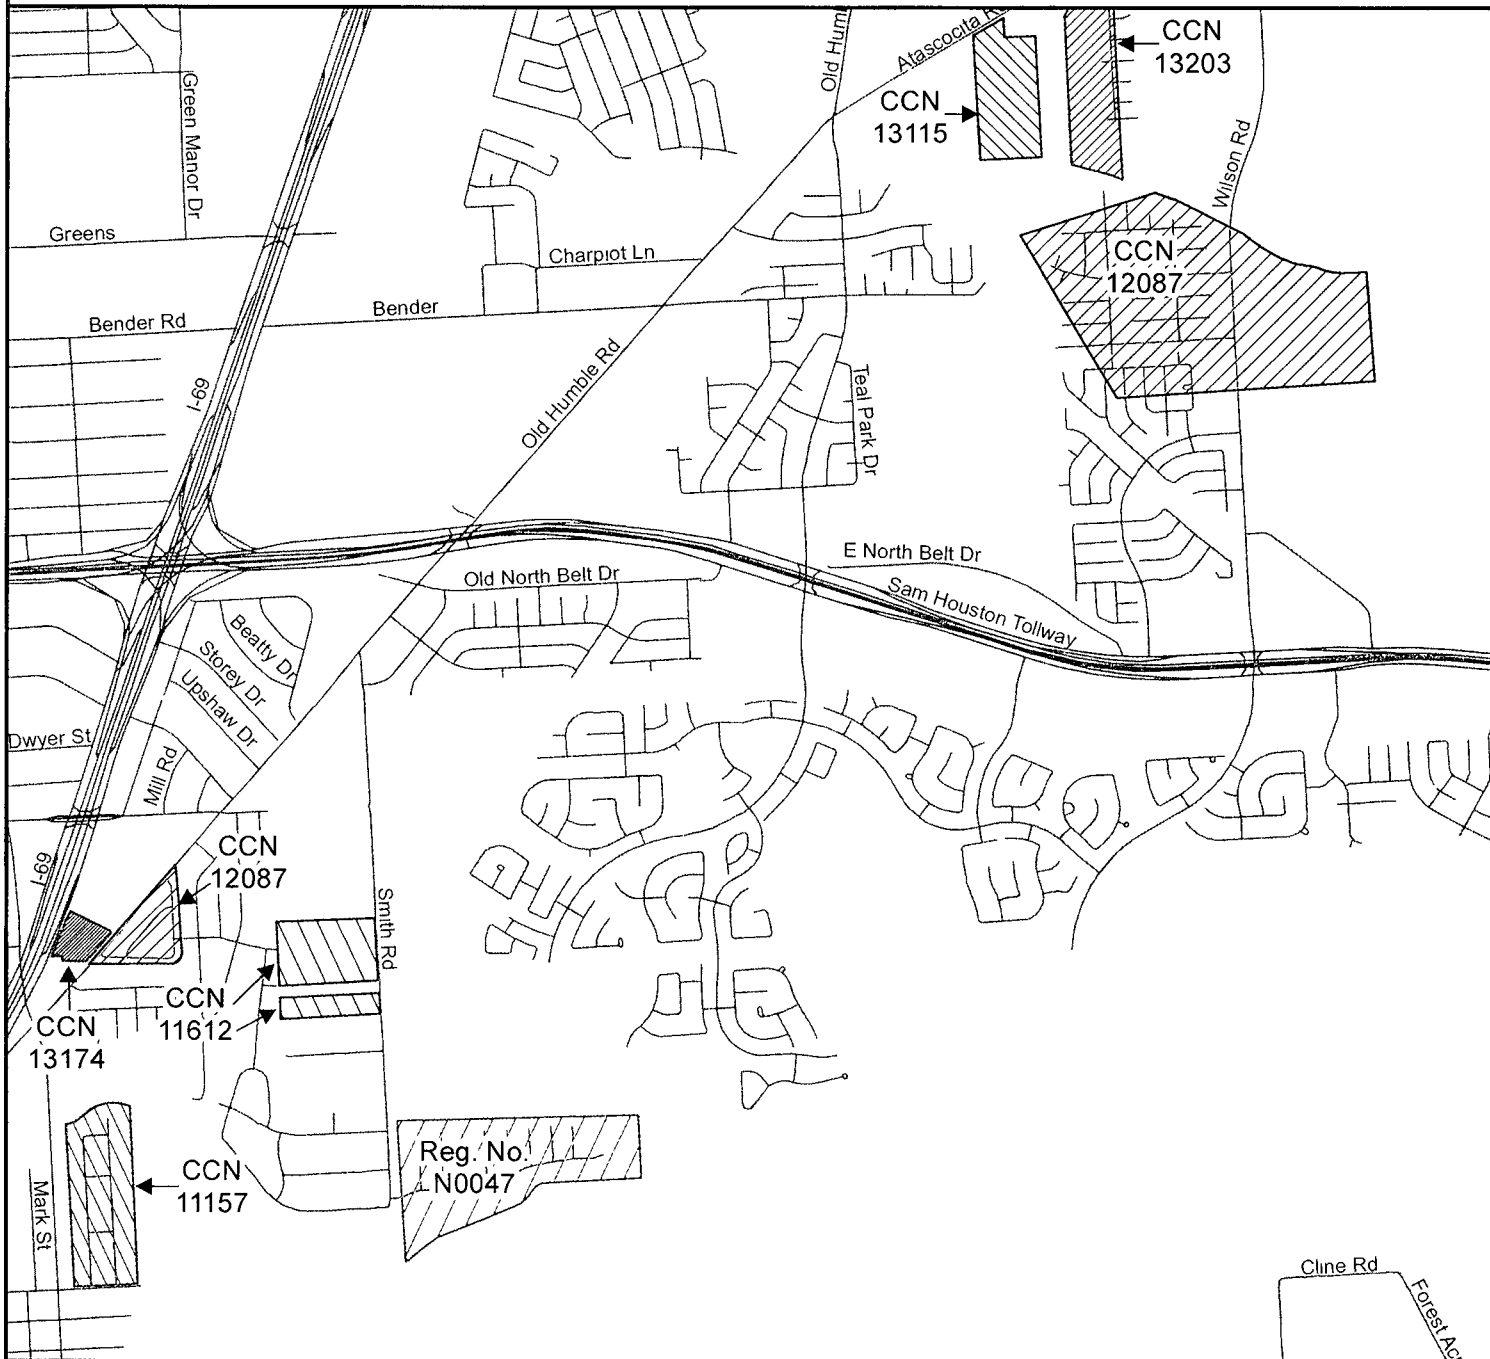 Old Huml
Atascocita Rd
CCN
13203
CCN
13115
Green Manor Dr
Wilson Rd
Greens
Charpiot Ln
CCN
12087
Bender Rd
Bender
I-69
Old Humble Rd
Teal Park Dr
E North Belt Dr
Old North Belt Dr
Sam Houston Tollway
Beatty Dr
Storey Dr
Upshaw Dr
Dwyer St
Mill Rd
I-69
CCN
12087
Smith Rd
CCN
11612
CCN
13174
Reg. No.
N0047
CCN
11157
Mark St
Cline Rd
Forest Ac